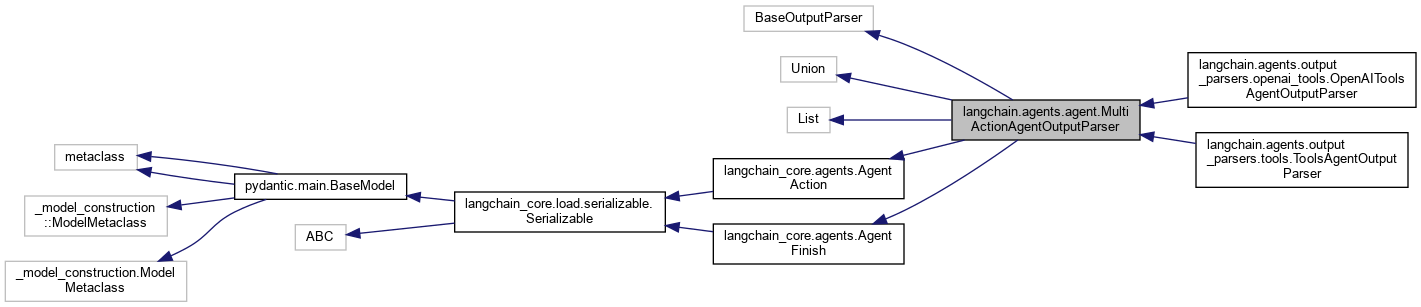 BaseOutputParser
Union
List
langchain.agents.agent.Multi
ActionAgentOutputParser
langchain.agents.output
_parsers.openai_tools.OpenAITools
AgentOutputParser
langchain.agents.output
_parsers.tools.ToolsAgentOutput
Parser
metaclass
pydantic.main.BaseModel
_model_construction
::ModelMetaclass
_model_construction.Model
Metaclass
ABC
langchain_core.load.serializable.
Serializable
langchain_core.agents.Agent
Action
langchain_core.agents.Agent
Finish